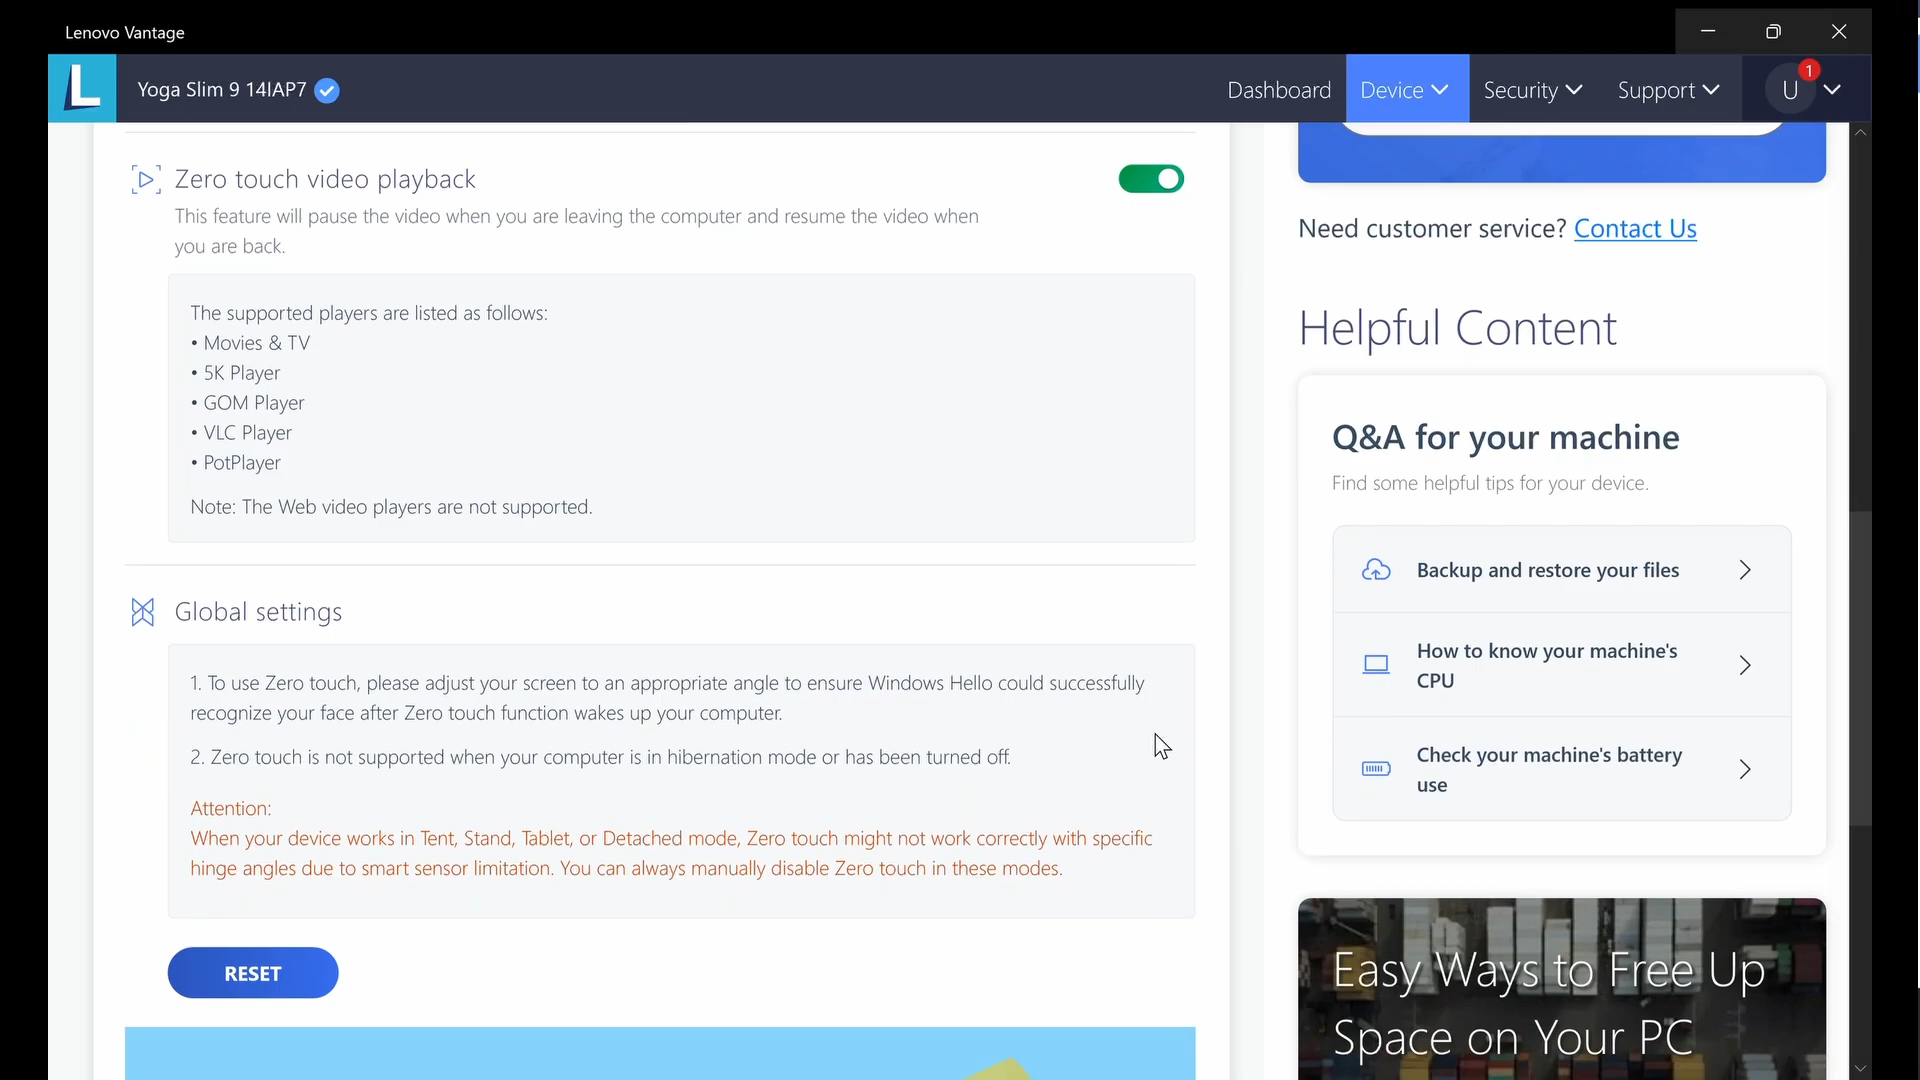 Lenovo Vantage
L
Yoga Slim 9 14IAP7
Dashboard
Device
Security
Support
U
1
Zero touch video playback
This feature will pause the video when you are leaving the computer and resume the video when
you are back.
The supported players are listed as follows:
• Movies & TV
• 5K Player
• GOM Player
• VLC Player
• PotPlayer
Note: The Web video players are not supported.
Global settings
1. To use Zero touch, please adjust your screen to an appropriate angle to ensure Windows Hello could successfully
recognize your face after Zero touch function wakes up your computer.
2. Zero touch is not supported when your computer is in hibernation mode or has been turned off.
Attention:
When your device works in Tent, Stand, Tablet, or Detached mode, Zero touch might not work correctly with specific
hinge angles due to smart sensor limitation. You can always manually disable Zero touch in these modes.
RESET
Need customer service? Contact Us
Helpful Content
Q&A for your machine
Find some helpful tips for your device.
Backup and restore your files
How to know your machine's
CPU
Check your machine's battery
use
Easy Ways to Free Up
Space on Your PC